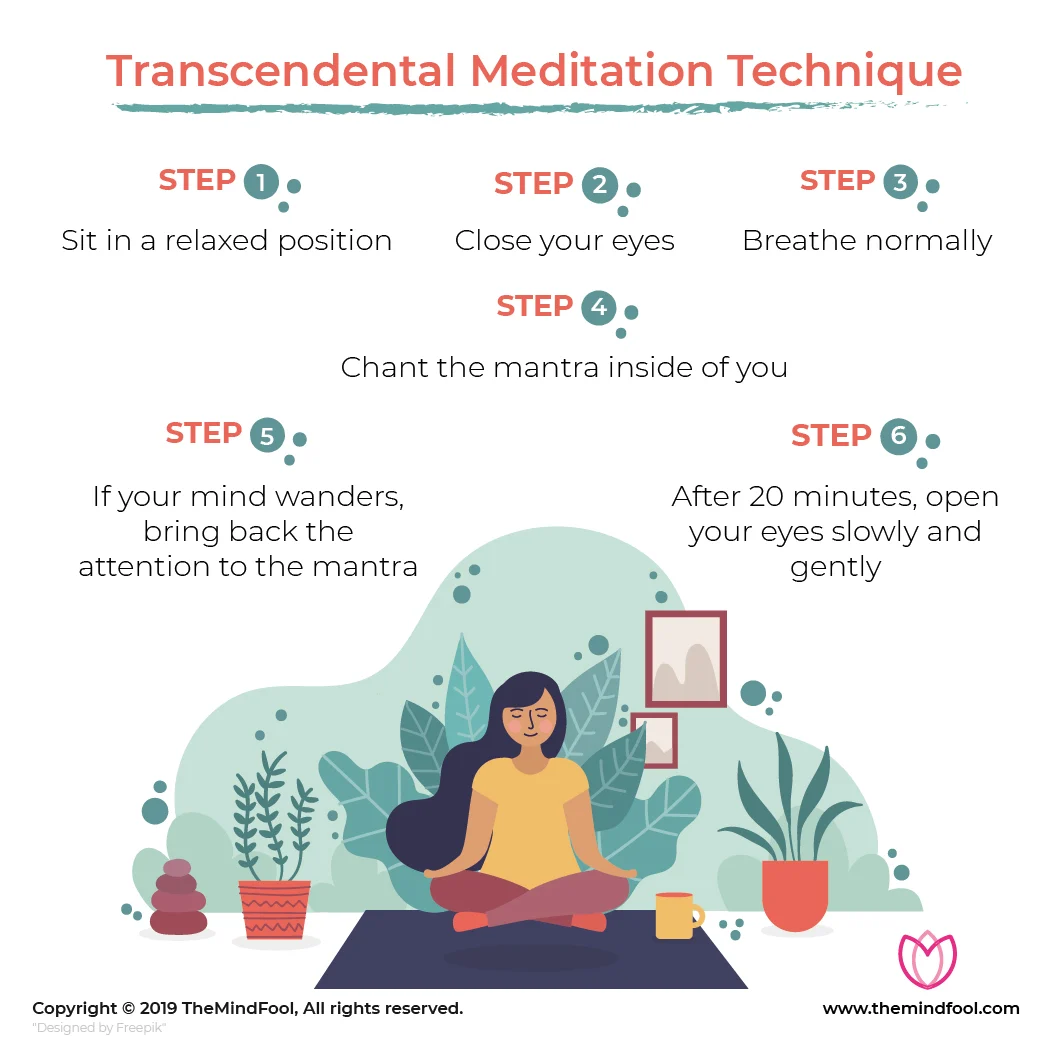 Transcendental Meditation Technique
STEP 1
Sit in a relaxed position
STEP 2
Close your eyes
STEP 3
Breathe normally
STEP 4
Chant the mantra inside of you
STEP 5
If your mind wanders,
bring back the
attention to the mantra
STEP 6
After 20 minutes, open
your eyes slowly and
gently
Copyright © 2019 TheMindFool, All rights reserved.
"Designed by Freepik"
www.themindfool.com